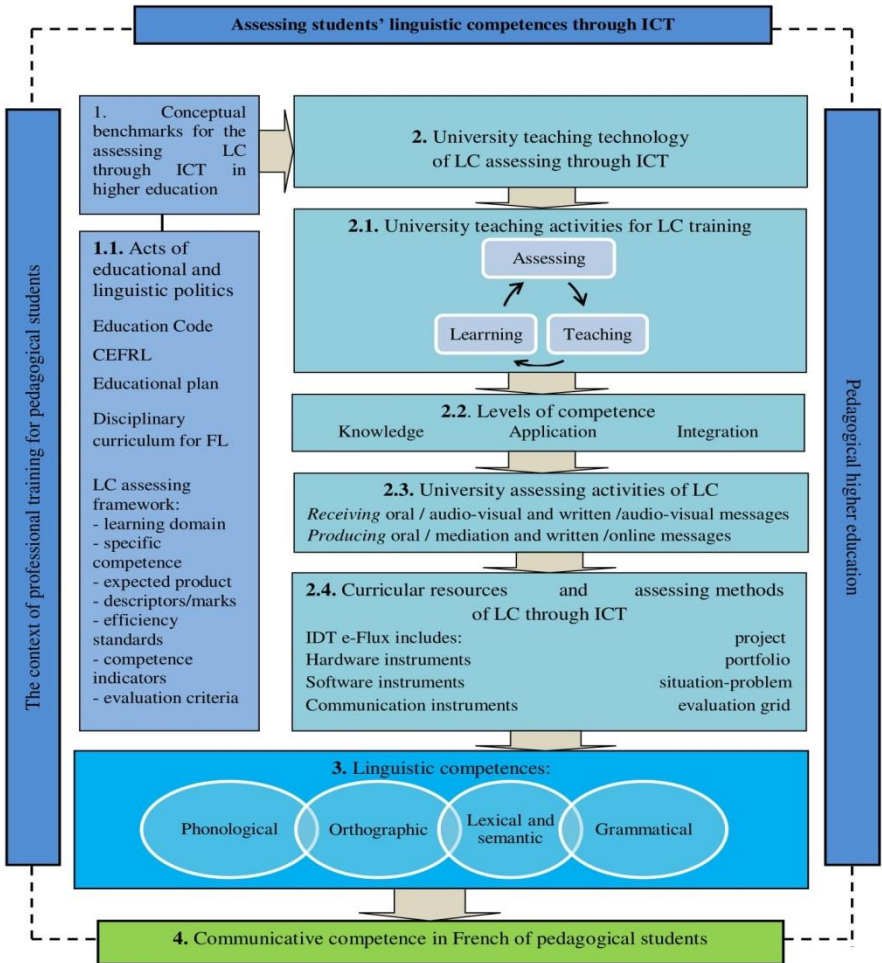 Assessing students' linguistic competences through ICT
The context of professional training for pedagogical students
1. Conceptual
benchmarks for the
assessing LC
through ICT in
higher education
1.1. Acts of
educational and
linguistic politics
Education Code
CEFRL
Educational plan
Disciplinary
curriculum for FL
LC assessing
framework:
- learning domain
- specific
competence
- expected product
- descriptors/marks
- efficiency
standards
- competence
indicators
- evaluation criteria
2. University teaching technology
of LC assessing through ICT
2.1. University teaching activities for LC training
Assessing
Learrning Teaching
2.2. Levels of competence
Knowledge Application Integration
2.3. University assessing activities of LC
Receiving oral / audio-visual and written /audio-visual messages
Producing oral / mediation and written /online messages
2.4. Curricular resources and assessing methods
of LC through ICT
IDT e-Flux includes: project
Hardware instruments portfolio
Software instruments situation-problem
Communication instruments evaluation grid
Pedagogical higher education
3. Linguistic competences:
Phonological Orthographic Lexical and
semantic Grammatical
4. Communicative competence in French of pedagogical students